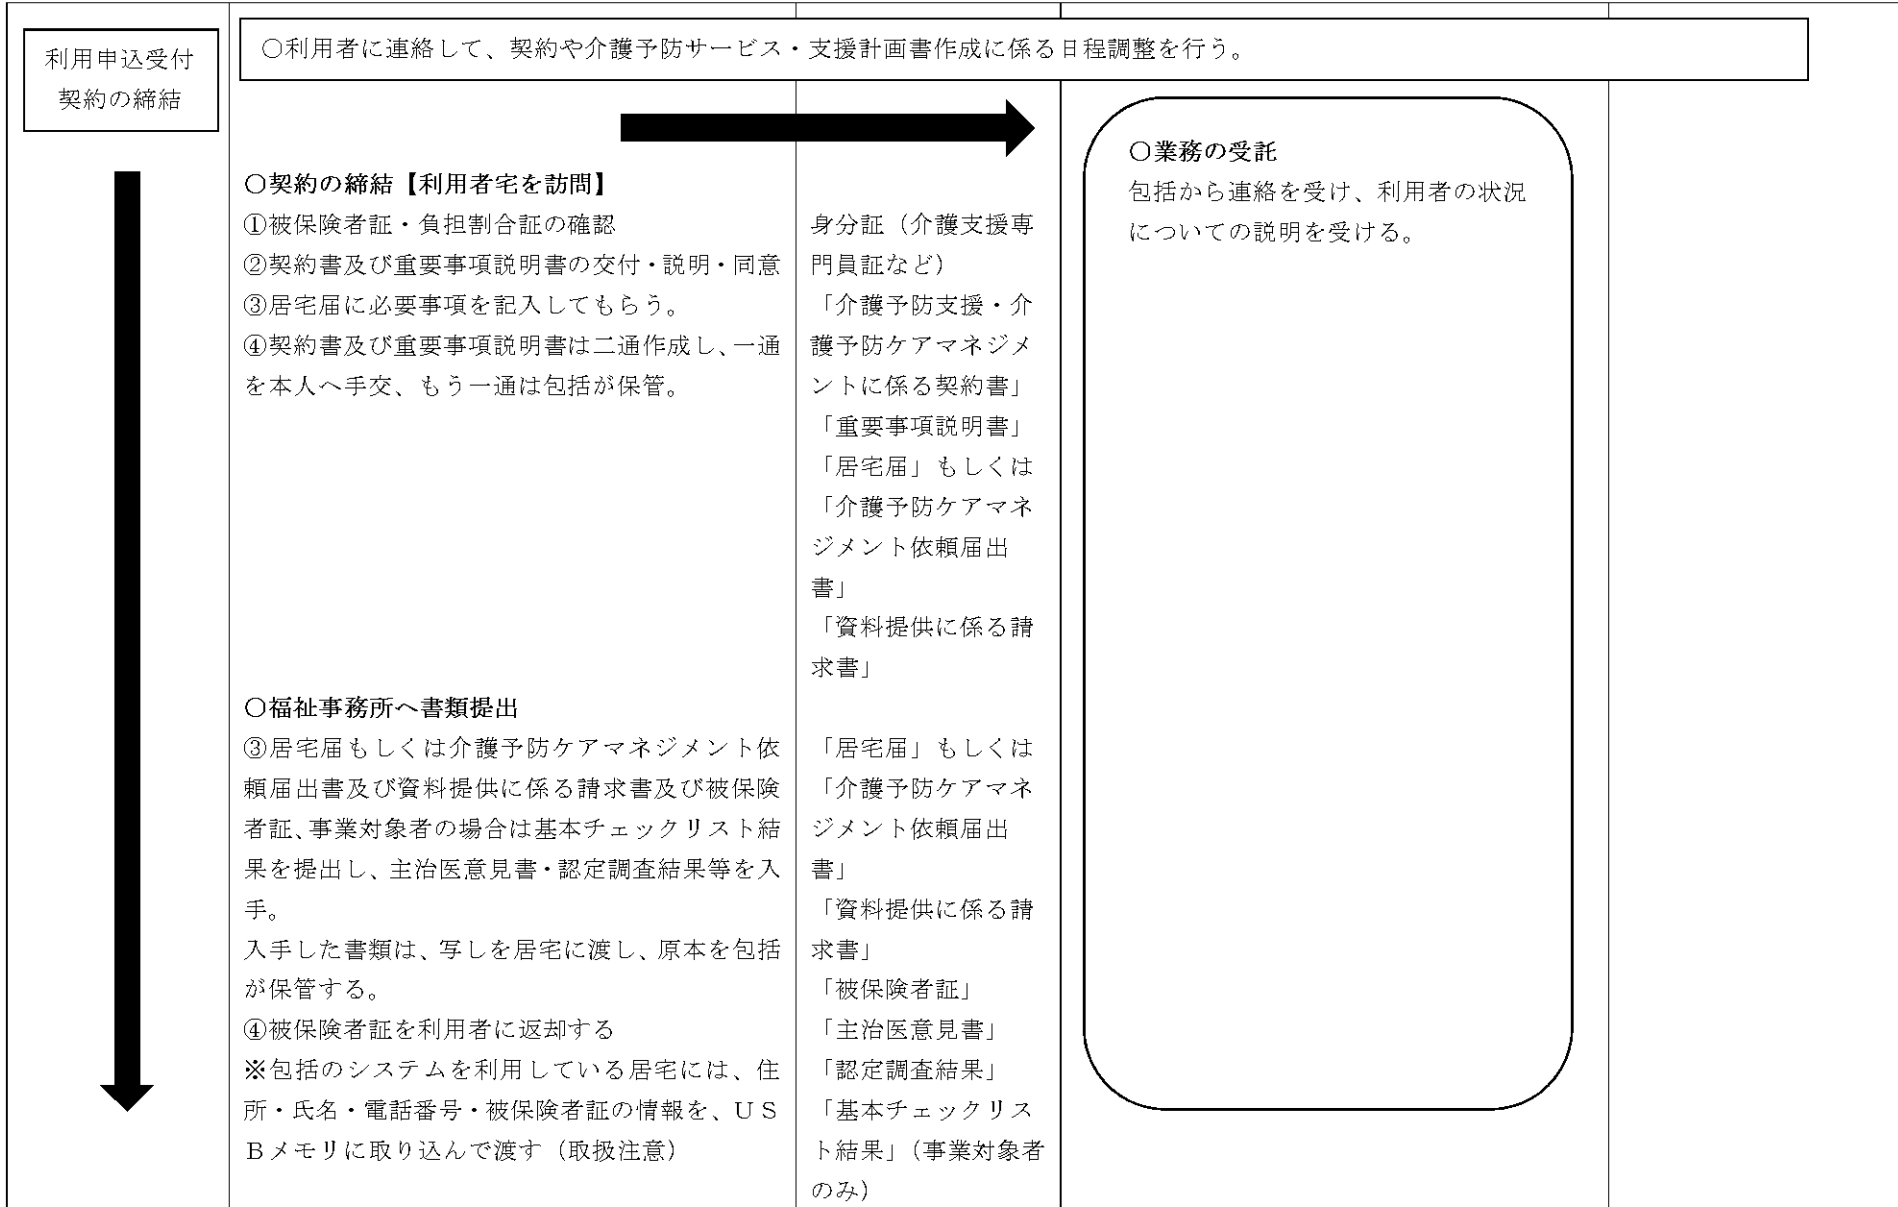 利用申込受付
契約の締結
〇利用者に連絡して、契約や介護予防サービス・支援計画書作成に係る日程調整を行う。
〇契約の締結【利用者宅を訪問】
①被保険者証・負担割合証の確認
②契約書及び重要事項説明書の交付・説明・同意
③居宅届に必要事項を記入してもらう。
④契約書及び重要事項説明書は二通作成し、一通
を本人へ手交、もう一通は包括が保管。
〇福祉事務所へ書類提出
③居宅届もしくは介護予防ケアマネジメント依
頼届出書及び資料提供に係る請求書及び被保険
者証、事業対象者の場合は基本チェックリスト結
果を提出し、主治医意見書・認定調査結果等を入
手。
入手した書類は、写しを居宅に渡し、原本を包括
が保管する。
④被保険者証を利用者に返却する
※包括のシステムを利用している居宅には、住
所・氏名・電話番号・被保険者証の情報を、ＵＳ
Ｂメモリに取り込んで渡す（取扱注意）
身分証（介護支援専
門員証など）
「介護予防支援・介
護予防ケアマネジメ
ントに係る契約書」
「重要事項説明書」
「居宅届」もしくは
「介護予防ケアマネ
ジメント依頼届出
書」
「資料提供に係る請
求書」
「居宅届」もしくは
「介護予防ケアマネ
ジメント依頼届出
書」
「資料提供に係る請
求書」
「被保険者証」
「主治医意見書」
「認定調査結果」
「基本チェックリス
ト結果」（事業対象者
のみ）
〇業務の受託
包括から連絡を受け、利用者の状況
についての説明を受ける。